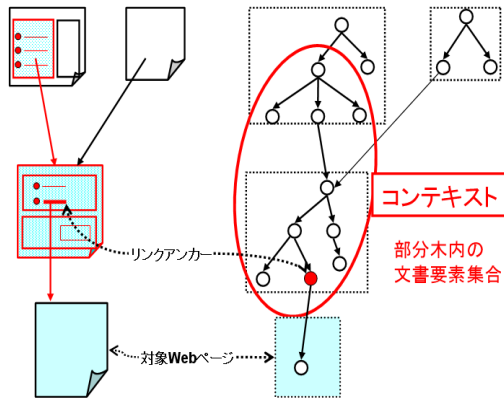 コンテキスト
部分木内の
文書要素集合
リンクアンカー
対象Webページ